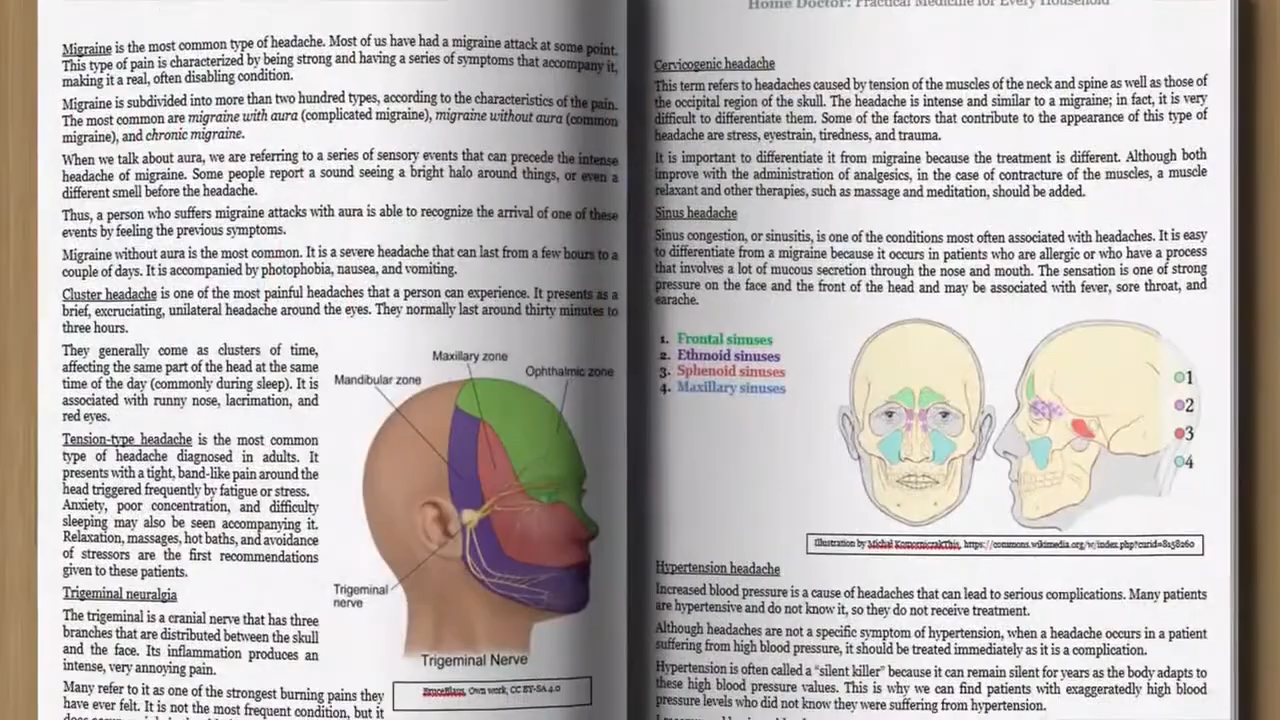 Migraine is the most common type of headache. Most of us have had a migraine attack at some point.
This type of pain is characterized by being strong and having a series of symptoms that accompany it,
making it a real, often disabling condition.
Migraine is subdivided into more than two hundred types, according to the characteristics of the pain.
The most common are migraine with aura (complicated migraine), migraine without aura (common
migraine), and chronic migraine.
When we talk about aura, we are referring to a series of sensory events that can precede the intense
headache of migraine. Some people report a sound seeing a bright halo around things, or even a
different smell before the headache.
Thus, a person who suffers migraine attacks with aura is able to recognize the arrival of one of these
events by feeling the previous symptoms.
Migraine without aura is the most common. It is a severe headache that can last from a few hours to a
couple of days. It is accompanied by photophobia, nausea, and vomiting.
Cluster headache is one of the most painful headaches that a person can experience. It presents as a
brief, excruciating, unilateral headache around the eyes. They normally last around thirty minutes to
three hours.
They generally come as clusters of time,
affecting the same part of the head at the same
time of the day (commonly during sleep). It is
associated with runny nose, lacrimation, and
red eyes.
Tension-type headache is the most common
type of headache diagnosed in adults. It
presents with a tight, band-like pain around the
head triggered frequently by fatigue or stress.
Anxiety, poor concentration, and difficulty
sleeping may also be seen accompanying it.
Relaxation, massages, hot baths, and avoidance
of stressors are the first recommendations
given to these patients.
Trigeminal neuralgia
The trigeminal is a cranial nerve that has three
branches that are distributed between the skull
and the face. Its inflammation produces an
intense, very annoying pain.
Many refer to it as one of the strongest burning pains they
have ever felt. It is not the most frequent condition, but it
Maxillary zone
Mandibular zone
Ophthalmic zone
Trigeminal
nerve
Trigeminal Nerve
BruceBlaus, Own work, CC BY-SA 4.0
Home Doctor: Practical Medicine for Every Household
Cervicogenic headache
This term refers to headaches caused by tension of the muscles of the neck and spine as well as those of
the occipital region of the skull. The headache is intense and similar to a migraine; in fact, it is very
difficult to differentiate them. Some of the factors that contribute to the appearance of this type of
headache are stress, eyestrain, tiredness, and trauma.
It is important to differentiate it from migraine because the treatment is different. Although both
improve with the administration of analgesics, in the case of contracture of the muscles, a muscle
relaxant and other therapies, such as massage and meditation, should be added.
Sinus headache
Sinus congestion, or sinusitis, is one of the conditions most often associated with headaches. It is easy
to differentiate from a migraine because it occurs in patients who are allergic or who have a process
that involves a lot of mucous secretion through the nose and mouth. The sensation is one of strong
pressure on the face and the front of the head and may be associated with fever, sore throat, and
earache.
1. Frontal sinuses
2. Ethmoid sinuses
3. Sphenoid sinuses
4. Maxillary sinuses
1
2
3
4
Illustration by Michał KomorniczakThis, https://commons.wikimedia.org/w/index.php?curid=8158260
Hypertension headache
Increased blood pressure is a cause of headaches that can lead to serious complications. Many patients
are hypertensive and do not know it, so they do not receive treatment.
Although headaches are not a specific symptom of hypertension, when a headache occurs in a patient
suffering from high blood pressure, it should be treated immediately as it is a complication.
Hypertension is often called a "silent killer" because it can remain silent for years as the body adapts to
these high blood pressure values. This is why we can find patients with exaggeratedly high blood
pressure levels who did not know they were suffering from hypertension.